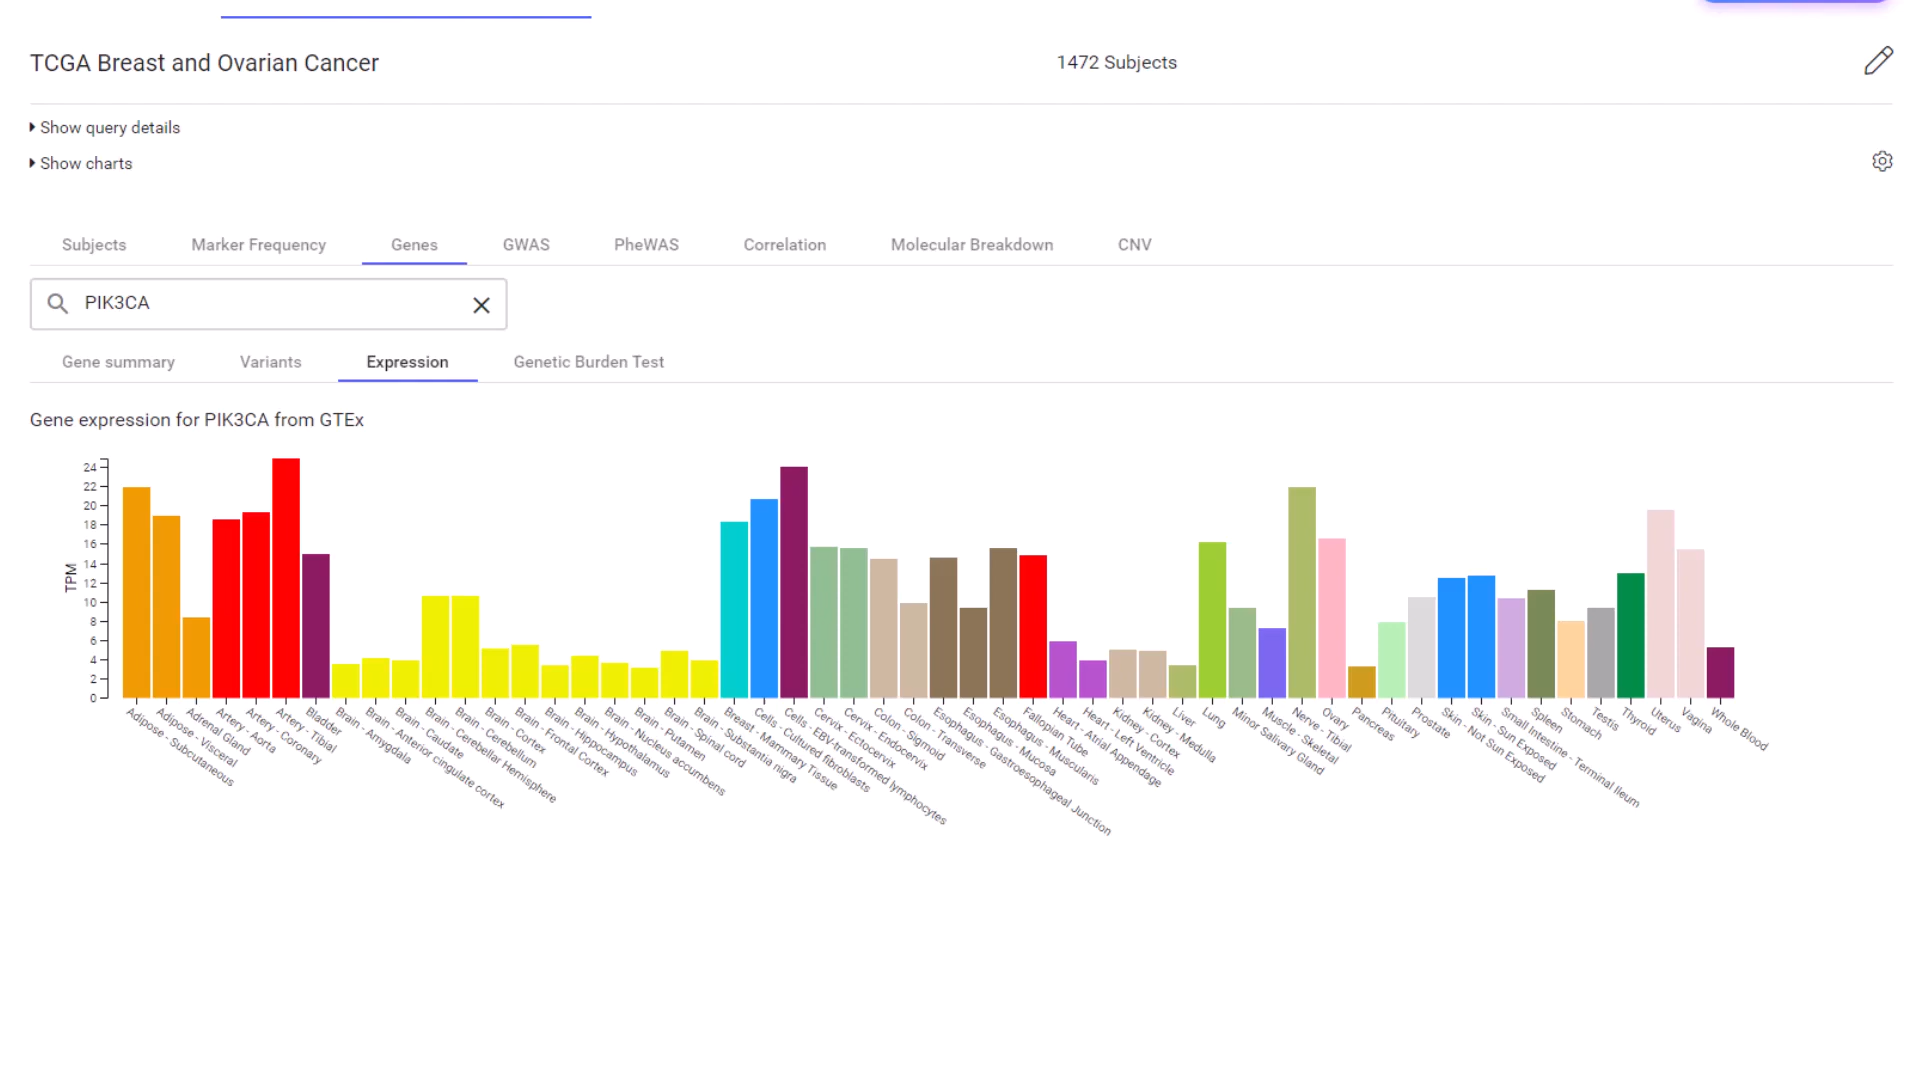 TCGA Breast and Ovarian Cancer
1472 Subjects
Show query details
Show charts
Subjects
Marker Frequency
Genes
GWAS
PheWAS
Correlation
Molecular Breakdown
CNV
PIK3CA
Gene summary
Variants
Expression
Genetic Burden Test
Gene expression for PIK3CA from GTEx
TPM
24
22
20
18
16
14
12
10
8
6
4
2
0
Adipose - Subcutaneous
Adipose - Visceral
Adrenal Gland
Artery - Aorta
Artery - Coronary
Artery - Tibial
Bladder
Brain - Amygdala
Brain - Anterior cingulate cortex
Brain - Caudate
Brain - Cerebellar Hemisphere
Brain - Cerebellum
Brain - Cortex
Brain - Frontal Cortex
Brain - Hippocampus
Brain - Hypothalamus
Brain - Nucleus accumbens
Brain - Putamen
Brain - Spinal cord
Brain - Substantia nigra
Breast - Mammary Tissue
Cells - Cultured fibroblasts
Cells - EBV-transformed lymphocytes
Cervix - Ectocervix
Cervix - Endocervix
Colon - Sigmoid
Colon - Transverse
Esophagus - Gastroesophageal Junction
Esophagus - Mucosa
Esophagus - Muscularis
Fallopian Tube
Heart - Atrial Appendage
Heart - Left Ventricle
Kidney - Cortex
Kidney - Medulla
Liver
Lung
Minor Salivary Gland
Muscle - Skeletal
Nerve - Tibial
Ovary
Pancreas
Pituitary
Prostate
Skin - Not Sun Exposed
Skin - Sun Exposed
Small Intestine - Terminal Ileum
Spleen
Stomach
Testis
Thyroid
Uterus
Vagina
Whole Blood